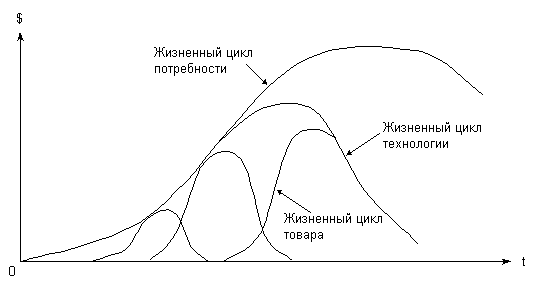 $
Жизненный цикл
потребности
Жизненный цикл
технологии
Жизненный цикл
товара
0
t